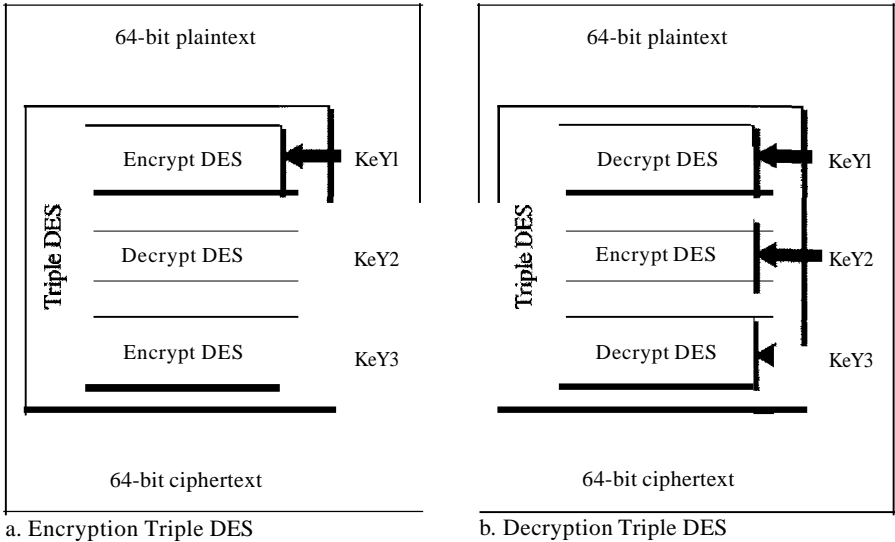 64-bit plaintext
Triple DES
Encrypt DES
KeYl
Decrypt DES
KeY2
Encrypt DES
KeY3
64-bit ciphertext
a. Encryption Triple DES
64-bit plaintext
Triple DES
Decrypt DES
KeYl
Encrypt DES
KeY2
Decrypt DES
KeY3
64-bit ciphertext
b. Decryption Triple DES